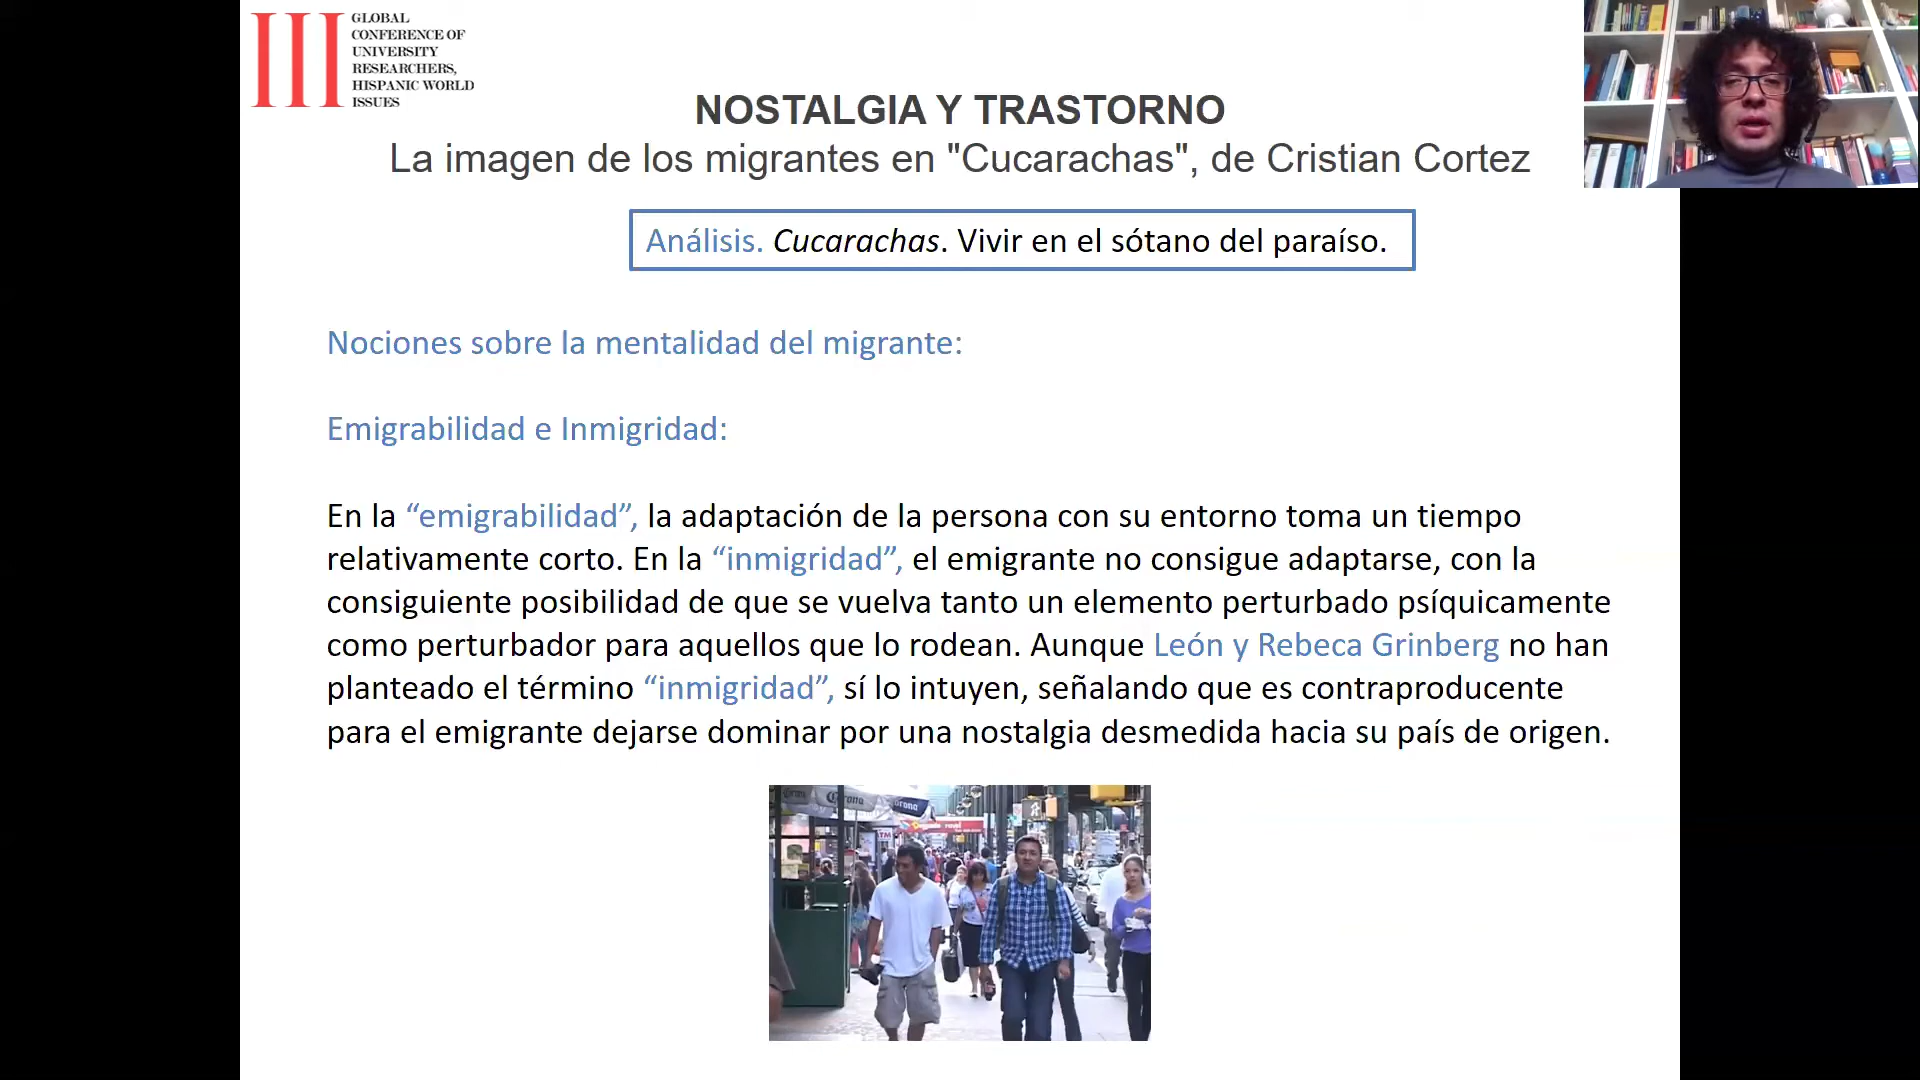 GLOBAL
CONFERENCE OF
UNIVERSITY
RESEARCHERS,
HISPANIC WORLD
ISSUES
NOSTALGIA Y TRASTORNO
La imagen de los migrantes en "Cucarachas", de Cristian Cortez
Análisis. Cucarachas. Vivir en el sótano del paraíso.
Nociones sobre la mentalidad del migrante:
Emigrabilidad e Inmigridad:
En la “emigrabilidad”, la adaptación de la persona con su entorno toma un tiempo
relativamente corto. En la “inmigridad”, el emigrante no consigue adaptarse, con la
consiguiente posibilidad de que se vuelva tanto un elemento perturbado psíquicamente
como perturbador para aquellos que lo rodean. Aunque León y Rebeca Grinberg no han
planteado el término “inmigridad”, sí lo intuyen, señalando que es contraproducente
para el emigrante dejarse dominar por una nostalgia desmedida hacia su país de origen.
Corona